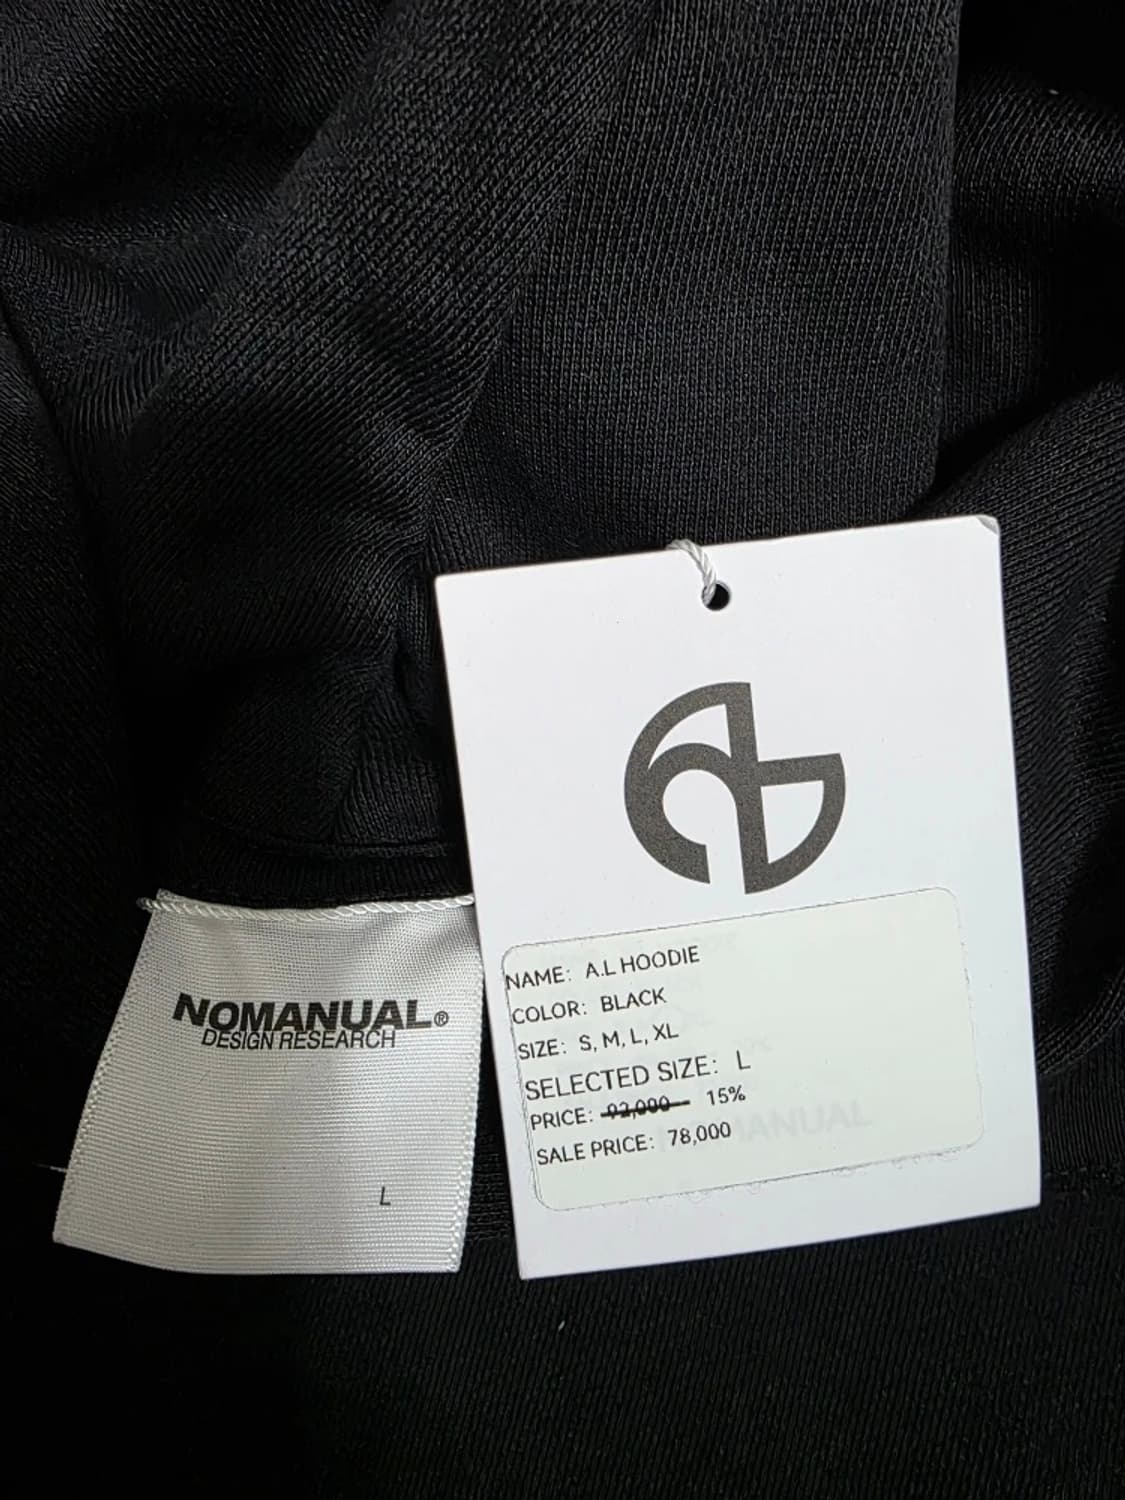 NOMANUAL®
DESIGN RESEARCH
L
NAME: A.L HOODIE
COLOR: BLACK
SIZE: S, M, L, XL
SELECTED SIZE: L
PRICE: 92,000 15%
SALE PRICE: 78,000